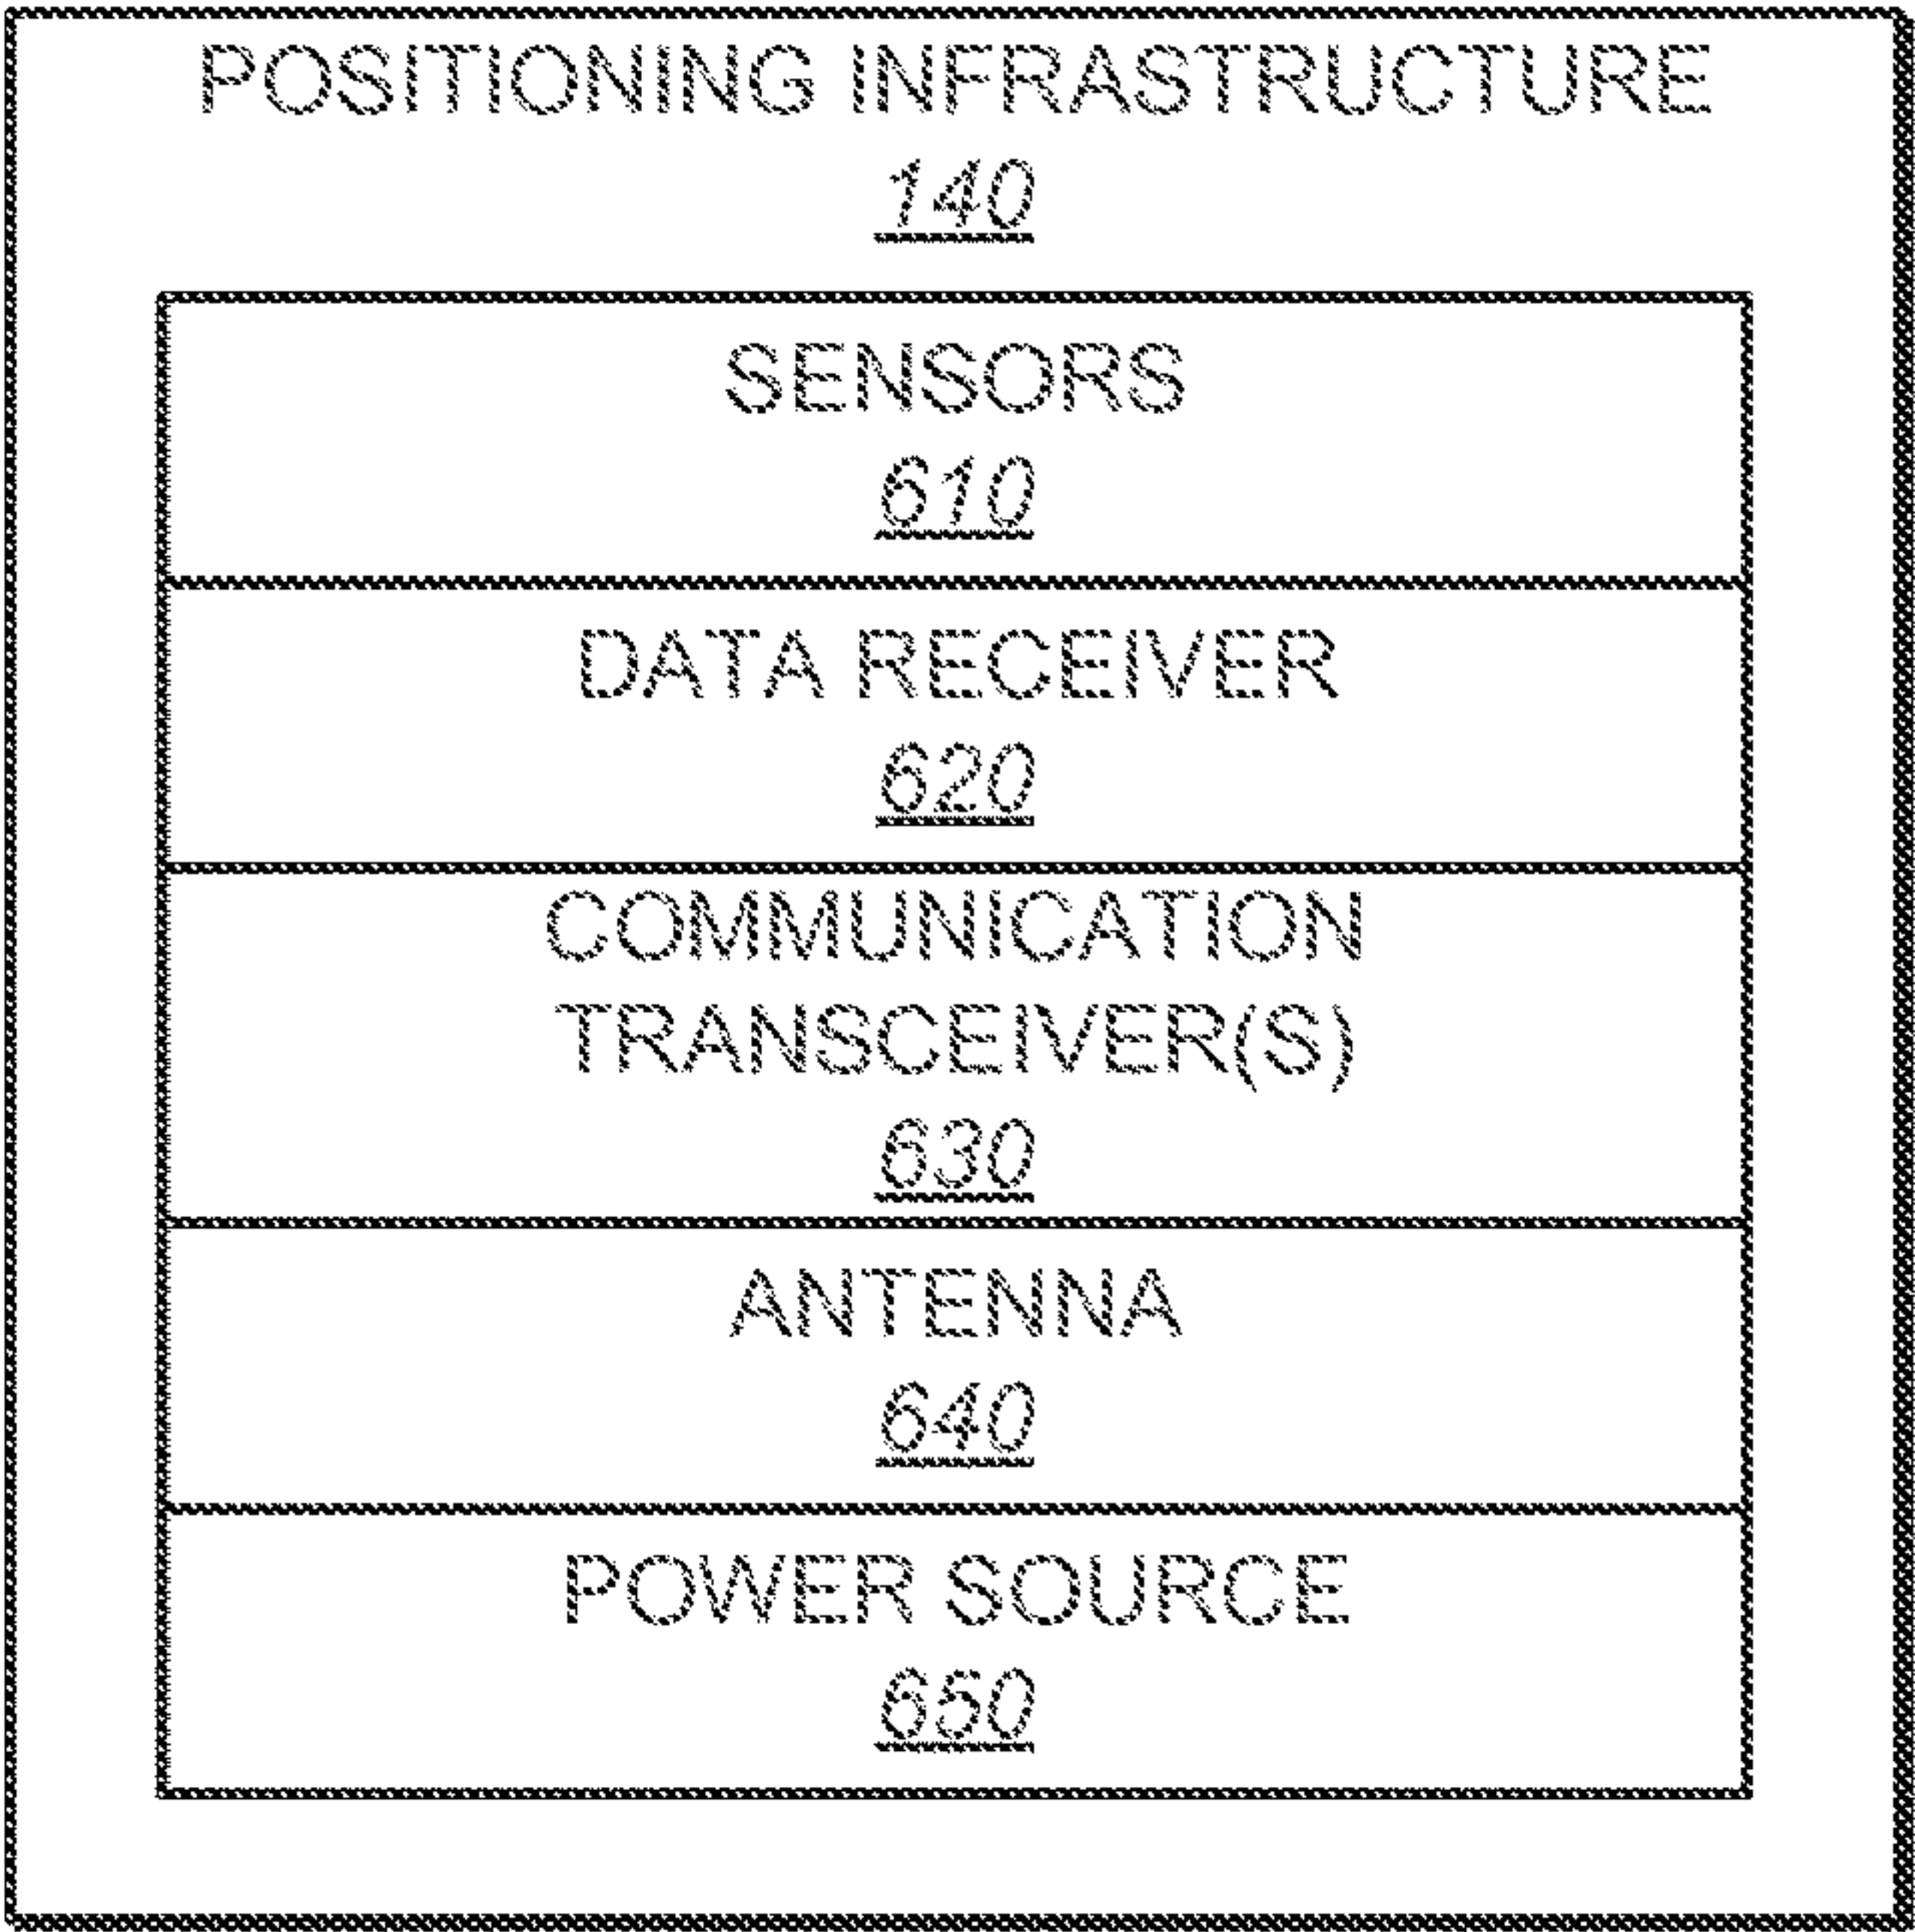 POSITIONING INFRASTRUCTURE
140
SENSORS
610
DATA RECEIVER
620
COMMUNICATION
TRANSCEIVER(S)
630
ANTENNA
640
POWER SOURCE
650